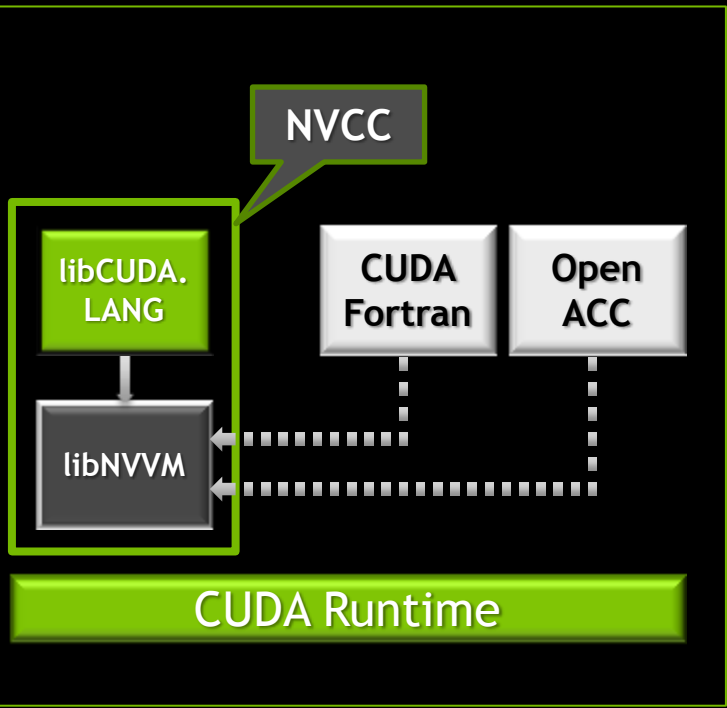 NVCC
libCUDA.
LANG
CUDA
Fortran
Open
ACC
libNVVM
CUDA Runtime